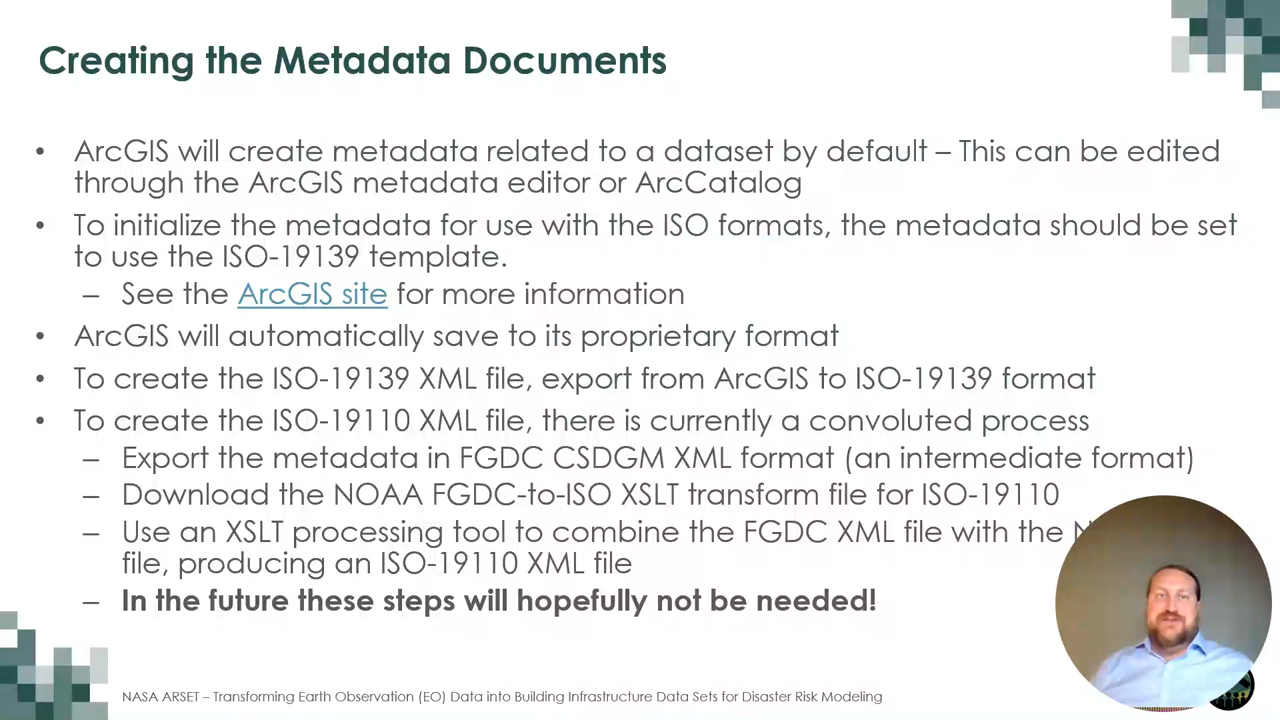 Creating the Metadata Documents
• ArcGIS will create metadata related to a dataset by default – This can be edited
through the ArcGIS metadata editor or ArcCatalog
• To initialize the metadata for use with the ISO formats, the metadata should be set
to use the ISO-19139 template.
– See the ArcGIS site for more information
• ArcGIS will automatically save to its proprietary format
• To create the ISO-19139 XML file, export from ArcGIS to ISO-19139 format
• To create the ISO-19110 XML file, there is currently a convoluted process
– Export the metadata in FGDC CSDGM XML format (an intermediate format)
– Download the NOAA FGDC-to-ISO XSLT transform file for ISO-19110
– Use an XSLT processing tool to combine the FGDC XML file with the
file, producing an ISO-19110 XML file
– In the future these steps will hopefully not be needed!
NASA ARSET – Transforming Earth Observation (EO) Data into Building Infrastructure Data Sets for Disaster Risk Modeling